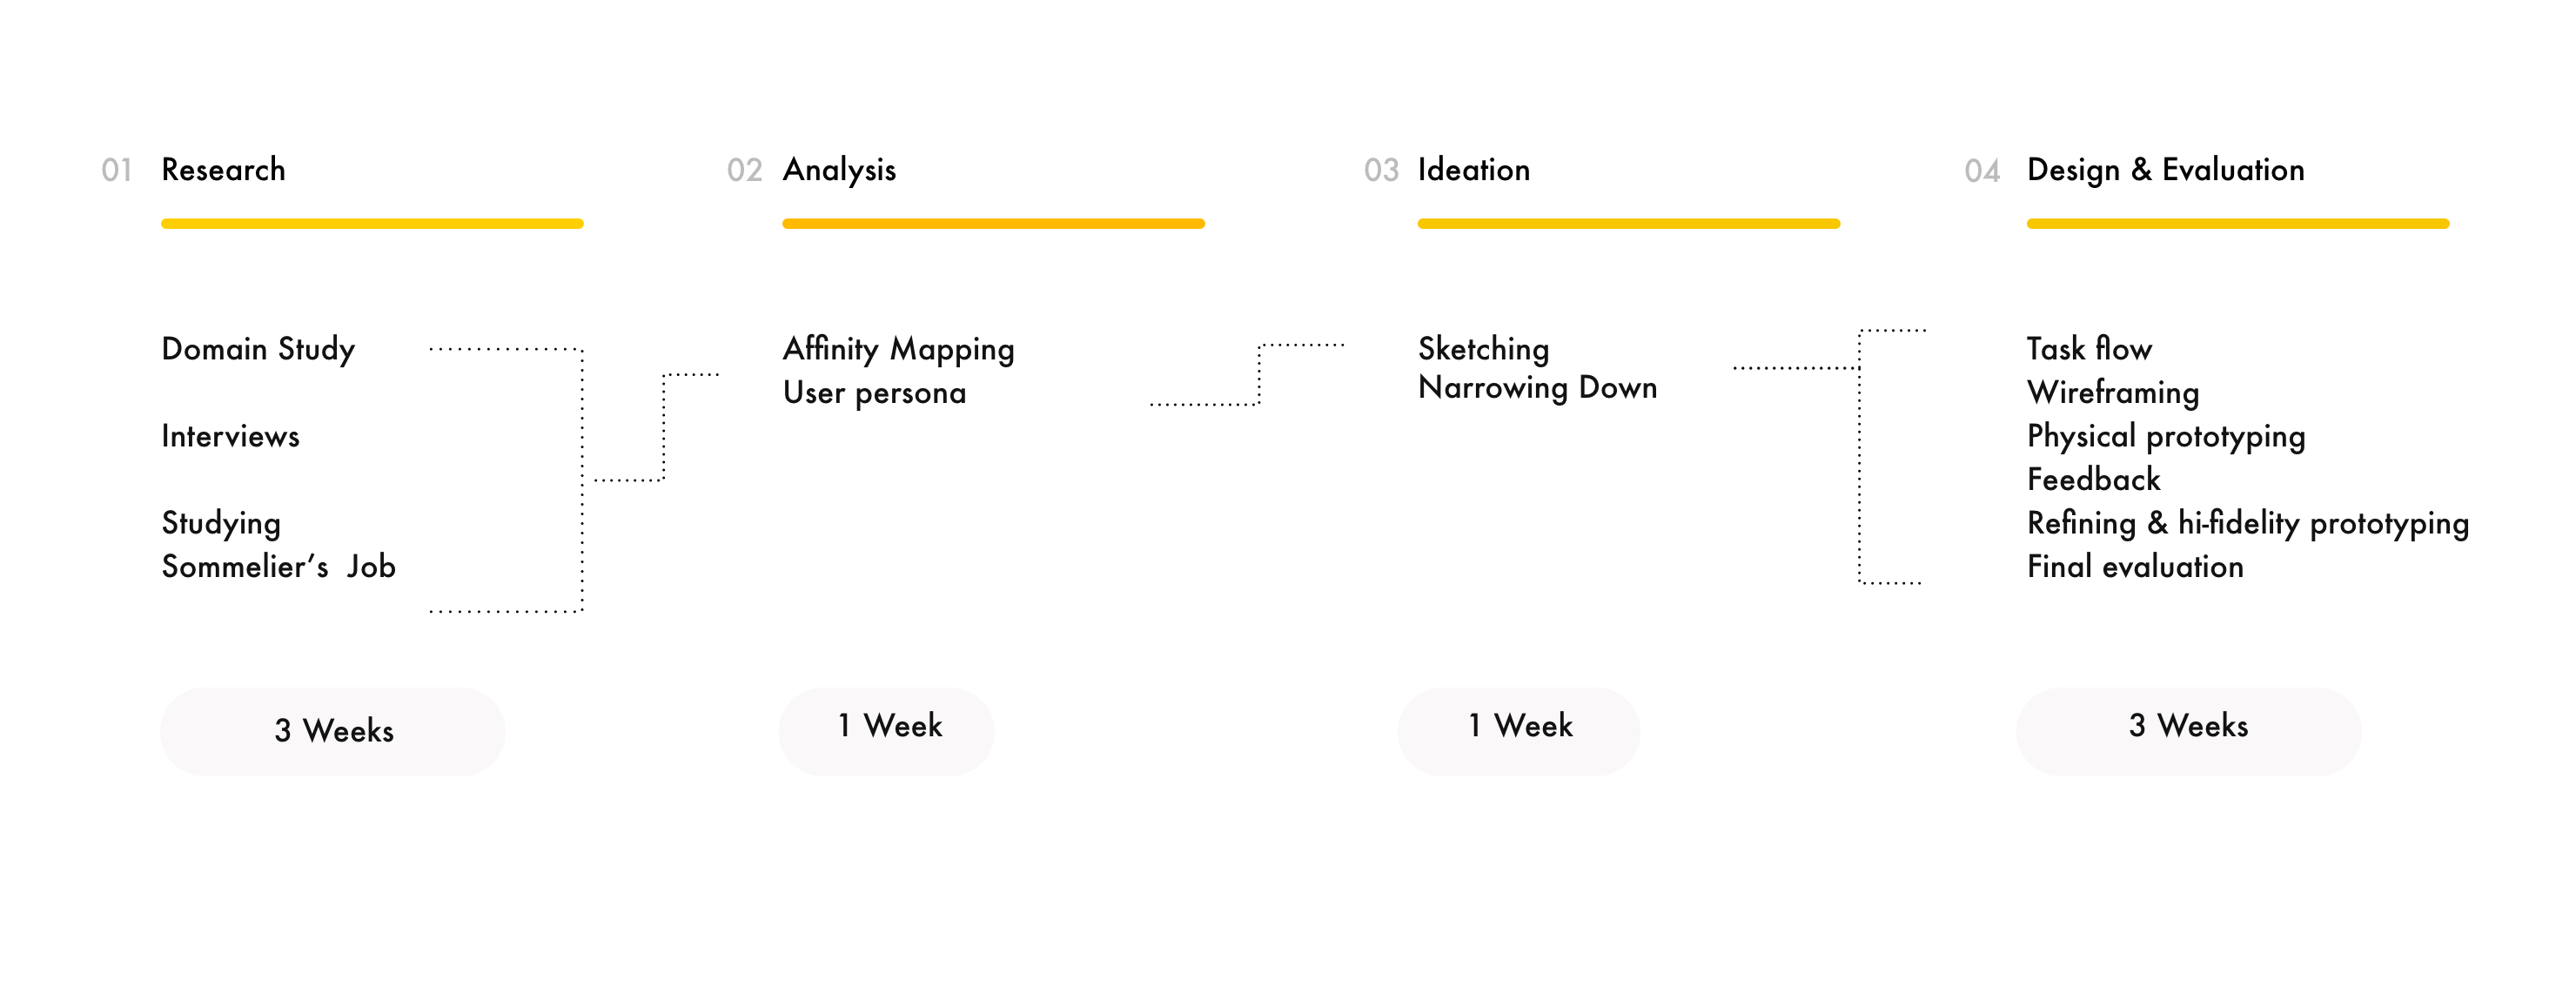 01 Research
Domain Study
Interviews
Studying
Sommelier’s Job
3 Weeks
02 Analysis
Affinity Mapping
User persona
1 Week
03 Ideation
Sketching
Narrowing Down
1 Week
04 Design & Evaluation
Task flow
Wireframing
Physical prototyping
Feedback
Refining & hi-fidelity prototyping
Final evaluation
3 Weeks